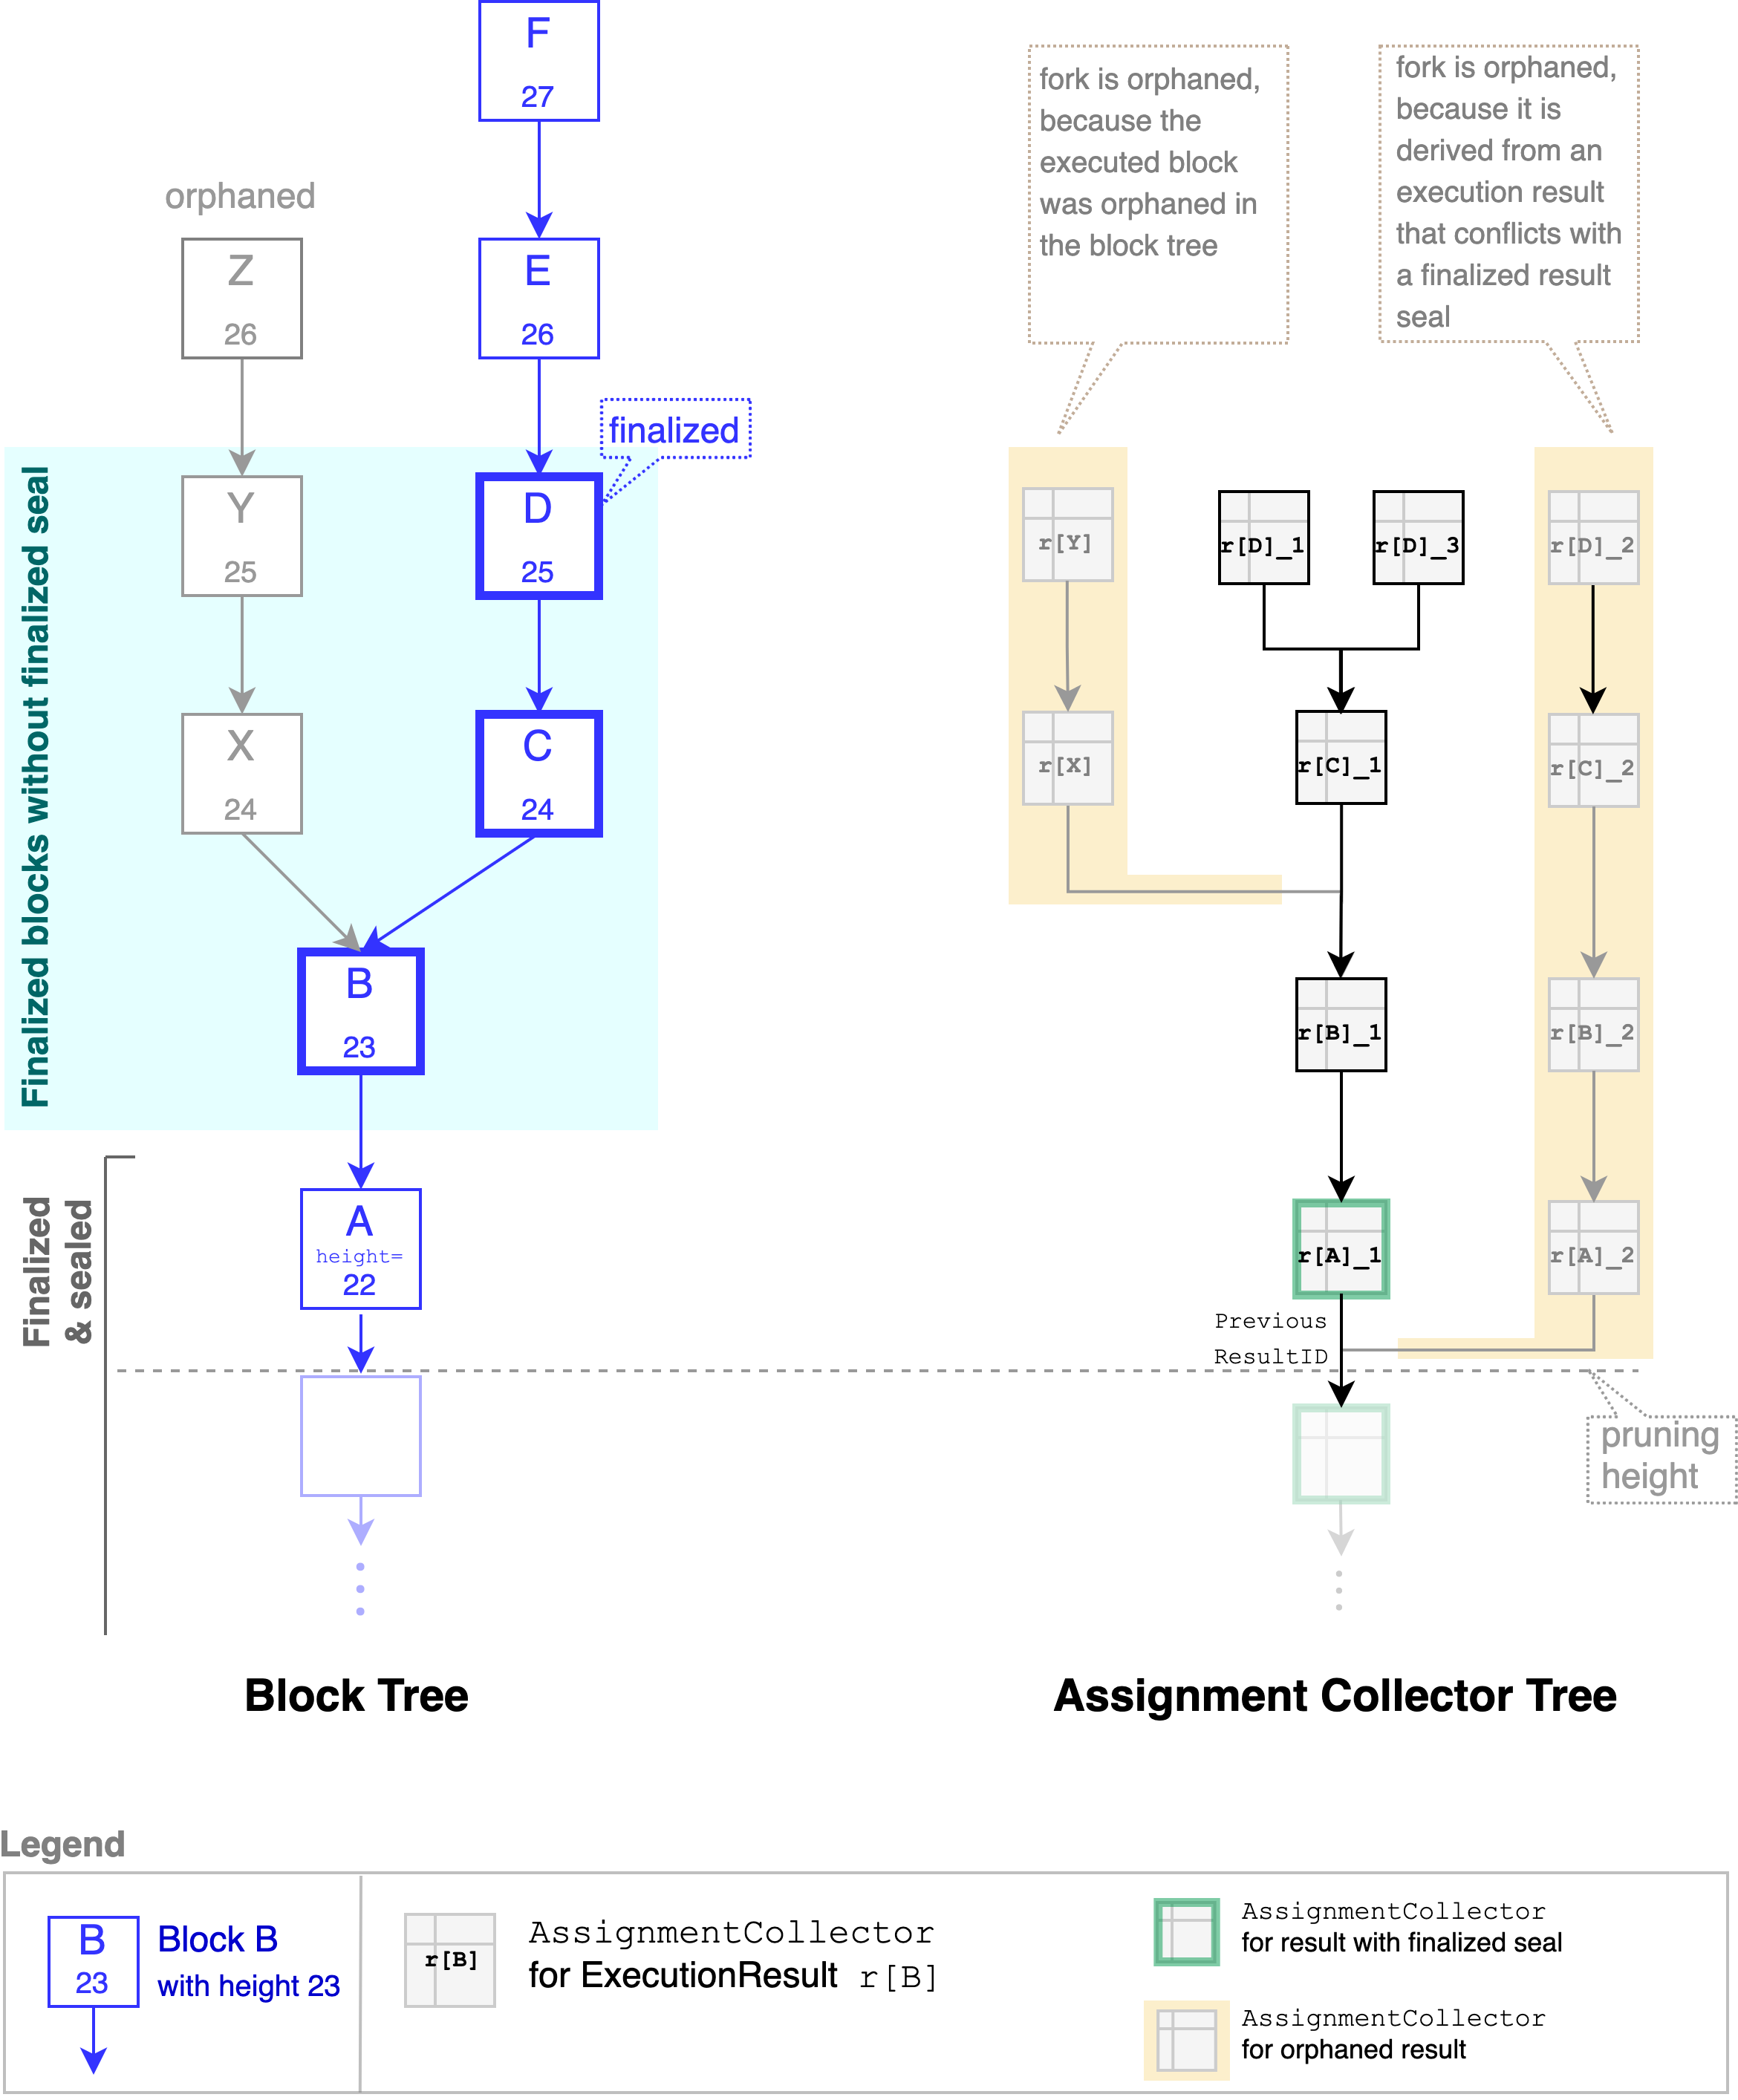 F
27
orphaned
Z
26
E
26
finalized
Finalized blocks without finalized seal
Y
25
D
25
X
24
C
24
B
23
Finalized
& sealed
A
height=
22
Block Tree
fork is orphaned,
because the
executed block
was orphaned in
the block tree
fork is orphaned,
because it is
derived from an
execution result
that conflicts with
a finalized result
seal
r[Y]
r[D]_1
r[D]_3
r[D]_2
r[X]
r[C]_1
r[C]_2
r[B]_1
r[B]_2
r[A]_1
r[A]_2
Previous
ResultID
pruning
height
Assignment Collector Tree
Legend
B
23
Block B
with height 23
r[B]
AssignmentCollector
for ExecutionResult r[B]
AssignmentCollector
for result with finalized seal
AssignmentCollector
for orphaned result